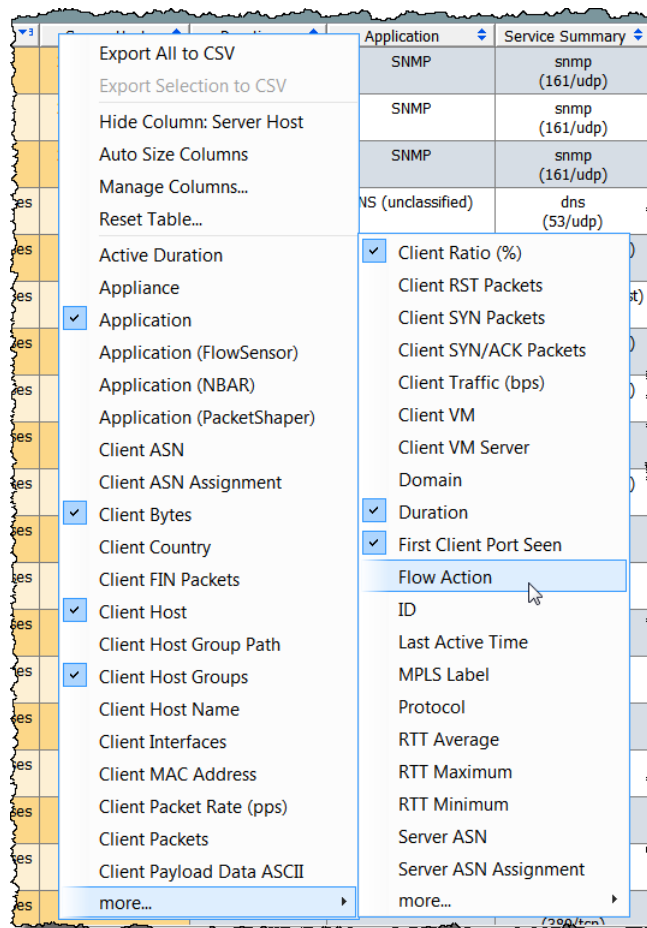 Application
Service Summary
SNMP
snmp
(161/udp)
SNMP
snmp
(161/udp)
SNMP
snmp
(161/udp)
NS (unclassified)
dns
(53/udp)
Export All to CSV
Export Selection to CSV
Hide Column: Server Host
Auto Size Columns
Manage Columns...
Reset Table...
Active Duration
Appliance
Application
Application (FlowSensor)
Application (NBAR)
Application (PacketShaper)
Client ASN
Client ASN Assignment
Client Bytes
Client Country
Client FIN Packets
Client Host
Client Host Group Path
Client Host Groups
Client Host Name
Client Interfaces
Client MAC Address
Client Packet Rate (pps)
Client Packets
Client Payload Data ASCII
more...
Client Ratio (%)
Client RST Packets
Client SYN Packets
Client SYN/ACK Packets
Client Traffic (bps)
Client VM
Client VM Server
Domain
Duration
First Client Port Seen
Flow Action
ID
Last Active Time
MPLS Label
Protocol
RTT Average
RTT Maximum
RTT Minimum
Server ASN
Server ASN Assignment
more...